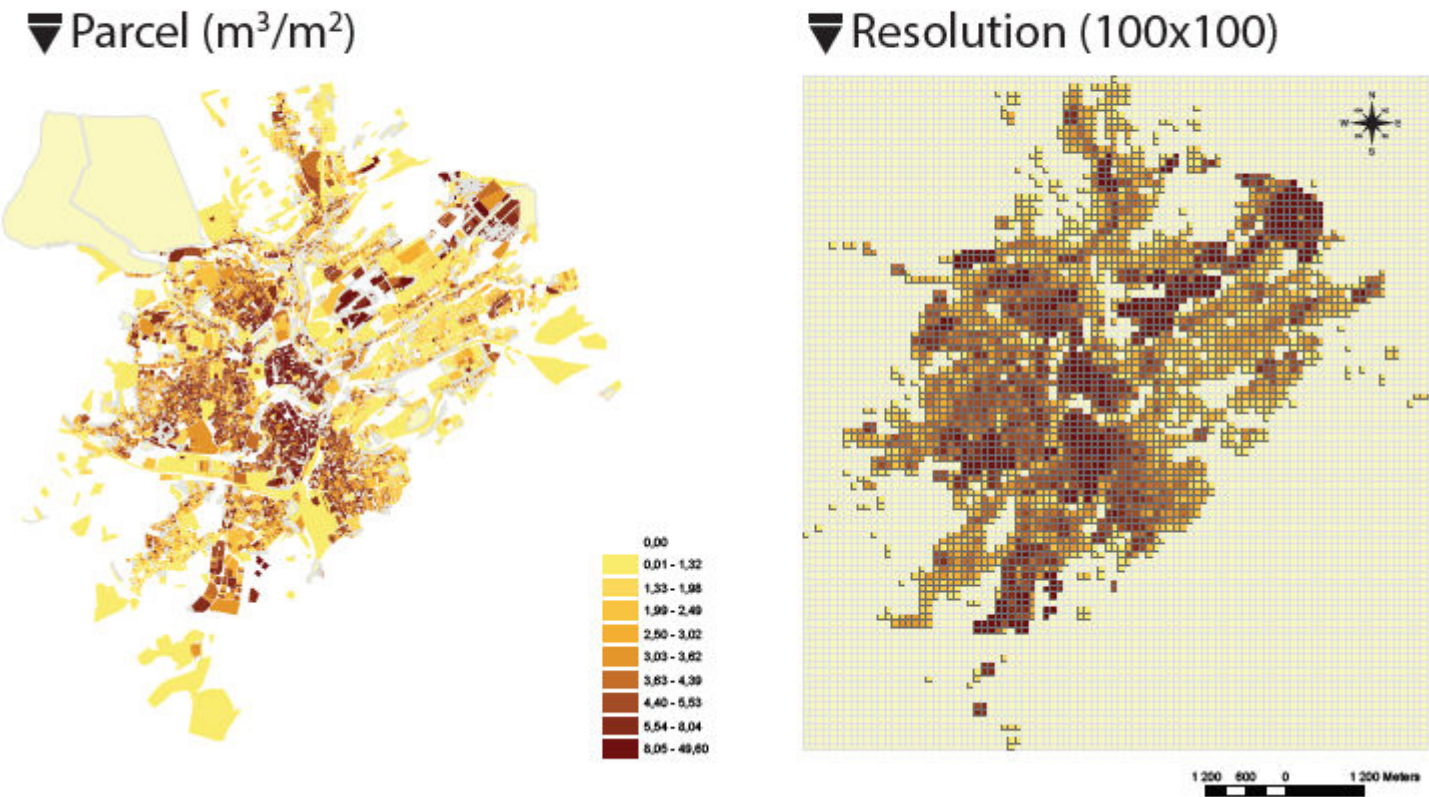 Parcel (m³/m²)
Resolution (100x100)
N
W E
S
0,00
0,01 - 1,32
1,33 - 1,98
1,99 - 2,49
2,50 - 3,02
3,03 - 3,62
3,63 - 4,39
4,40 - 5,53
5,54 - 8,04
8,05 - 49,60
1 200 600 0 1 200 Meters